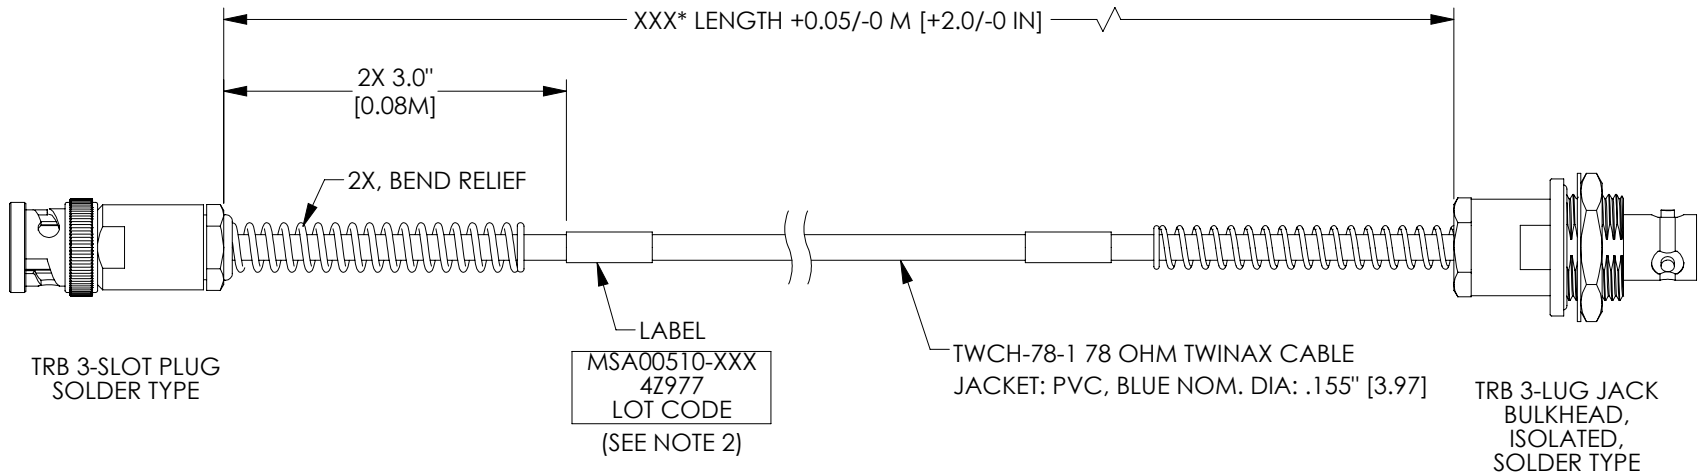 XXX* LENGTH +0.05/-0 M [+2.0/-0 IN]
2X 3.0"
[0.08M]
2X, BEND RELIEF
LABEL
MSA00510-XXX
4Z977
LOT CODE
(SEE NOTE 2)
TWCH-78-1 78 OHM TWINAX CABLE
JACKET: PVC, BLUE NOM. DIA: .155" [3.97]
TRB 3-SLOT PLUG
SOLDER TYPE
TRB 3-LUG JACK
BULKHEAD,
ISOLATED,
SOLDER TYPE